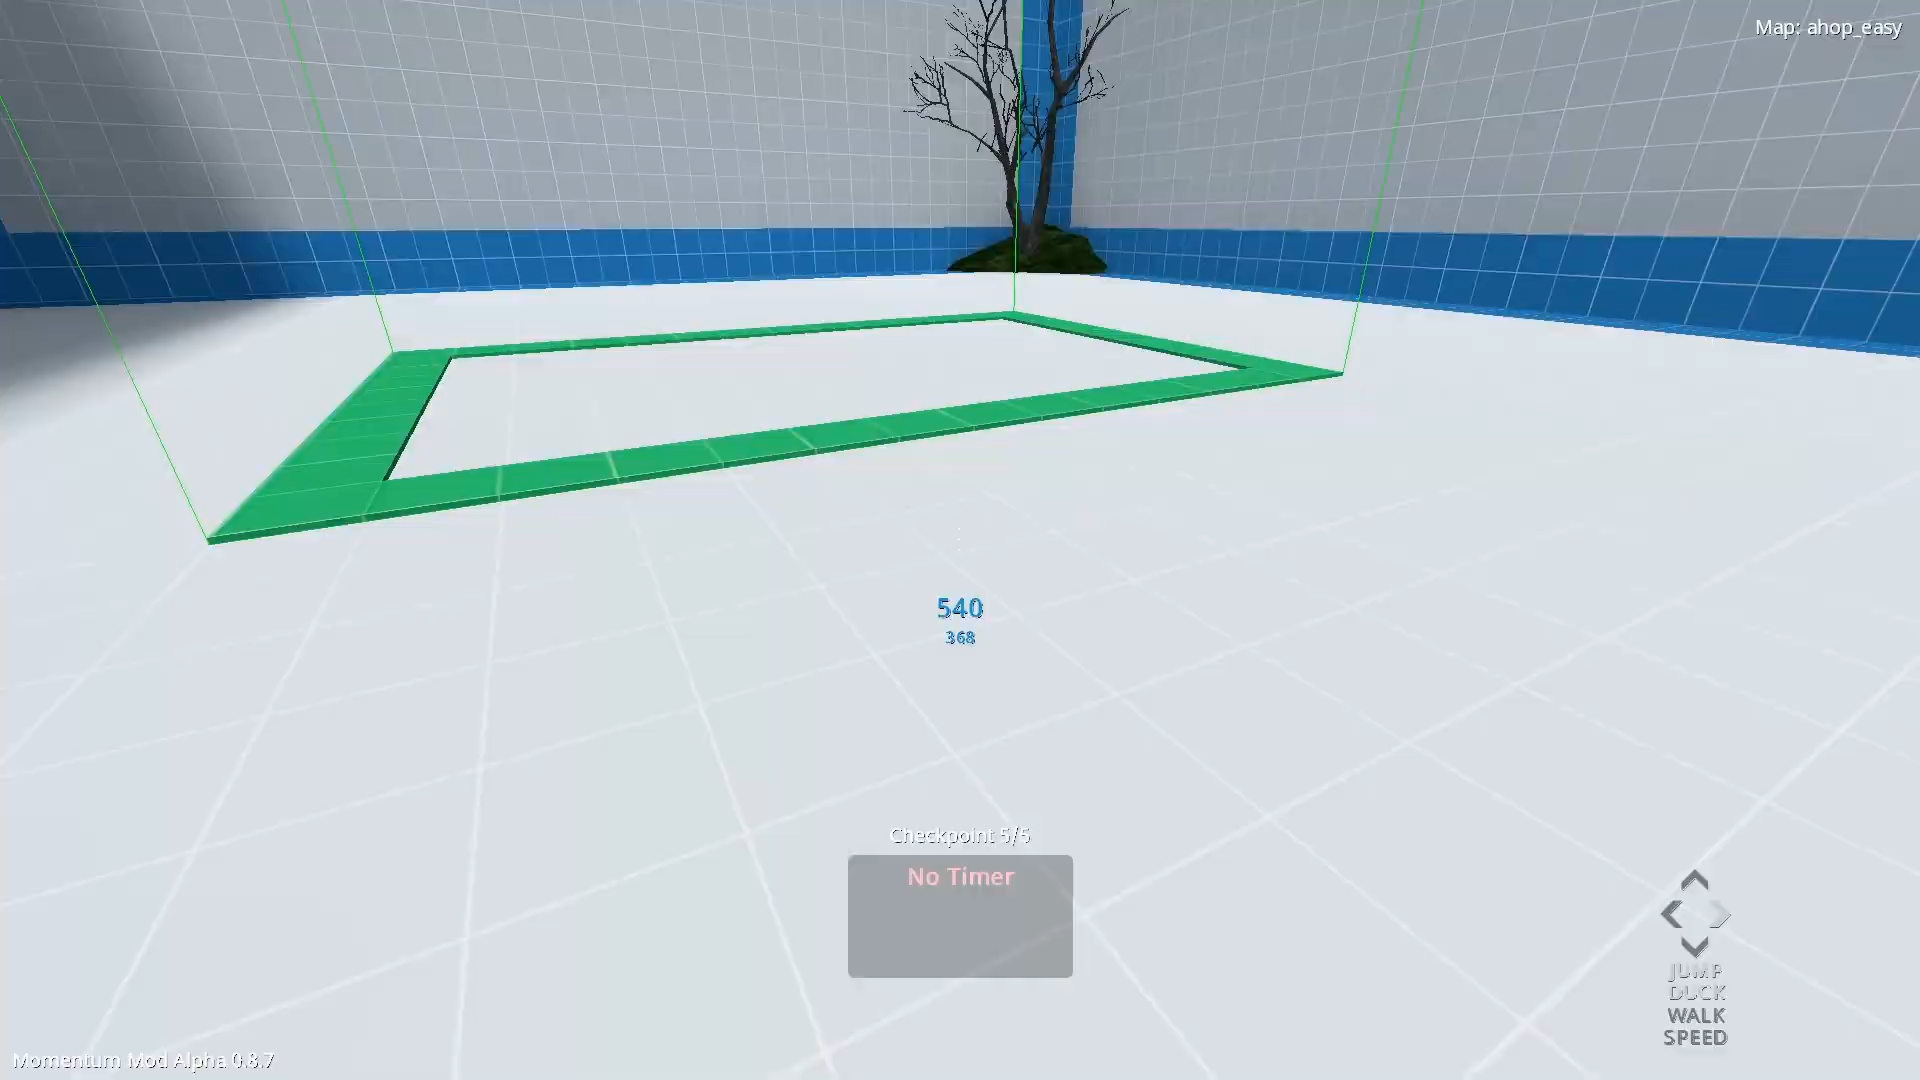 Map: ahop_easy
540
368
Checkpoint 5/5
No Timer
JUMP
DUCK
WALK
SPEED
Momentum Mod Alpha 0.8.7